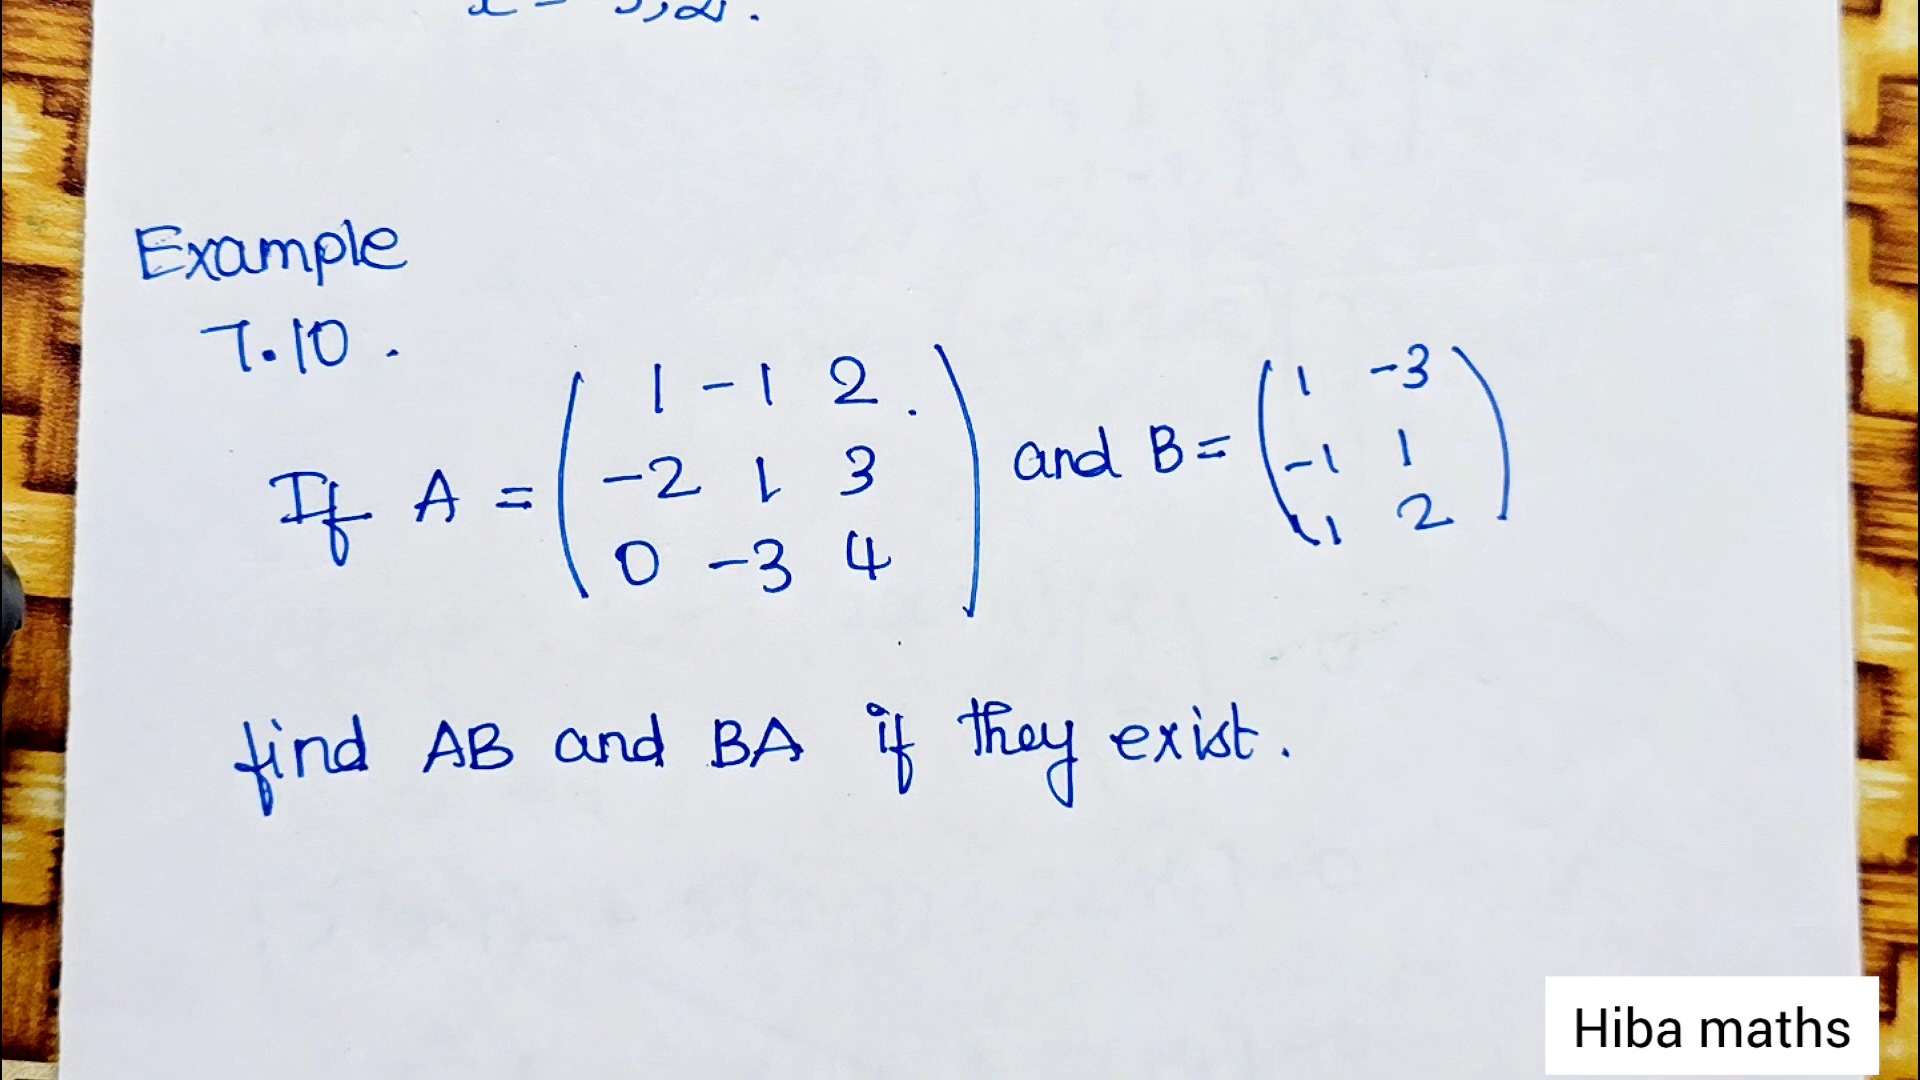 Example
7.10.
If A = ( 1 -1 2 . ) and B = ( 1 -3 )
-2 1 3 -1 1
0 -3 4 1 2
find AB and BA if they exist.
Hiba maths